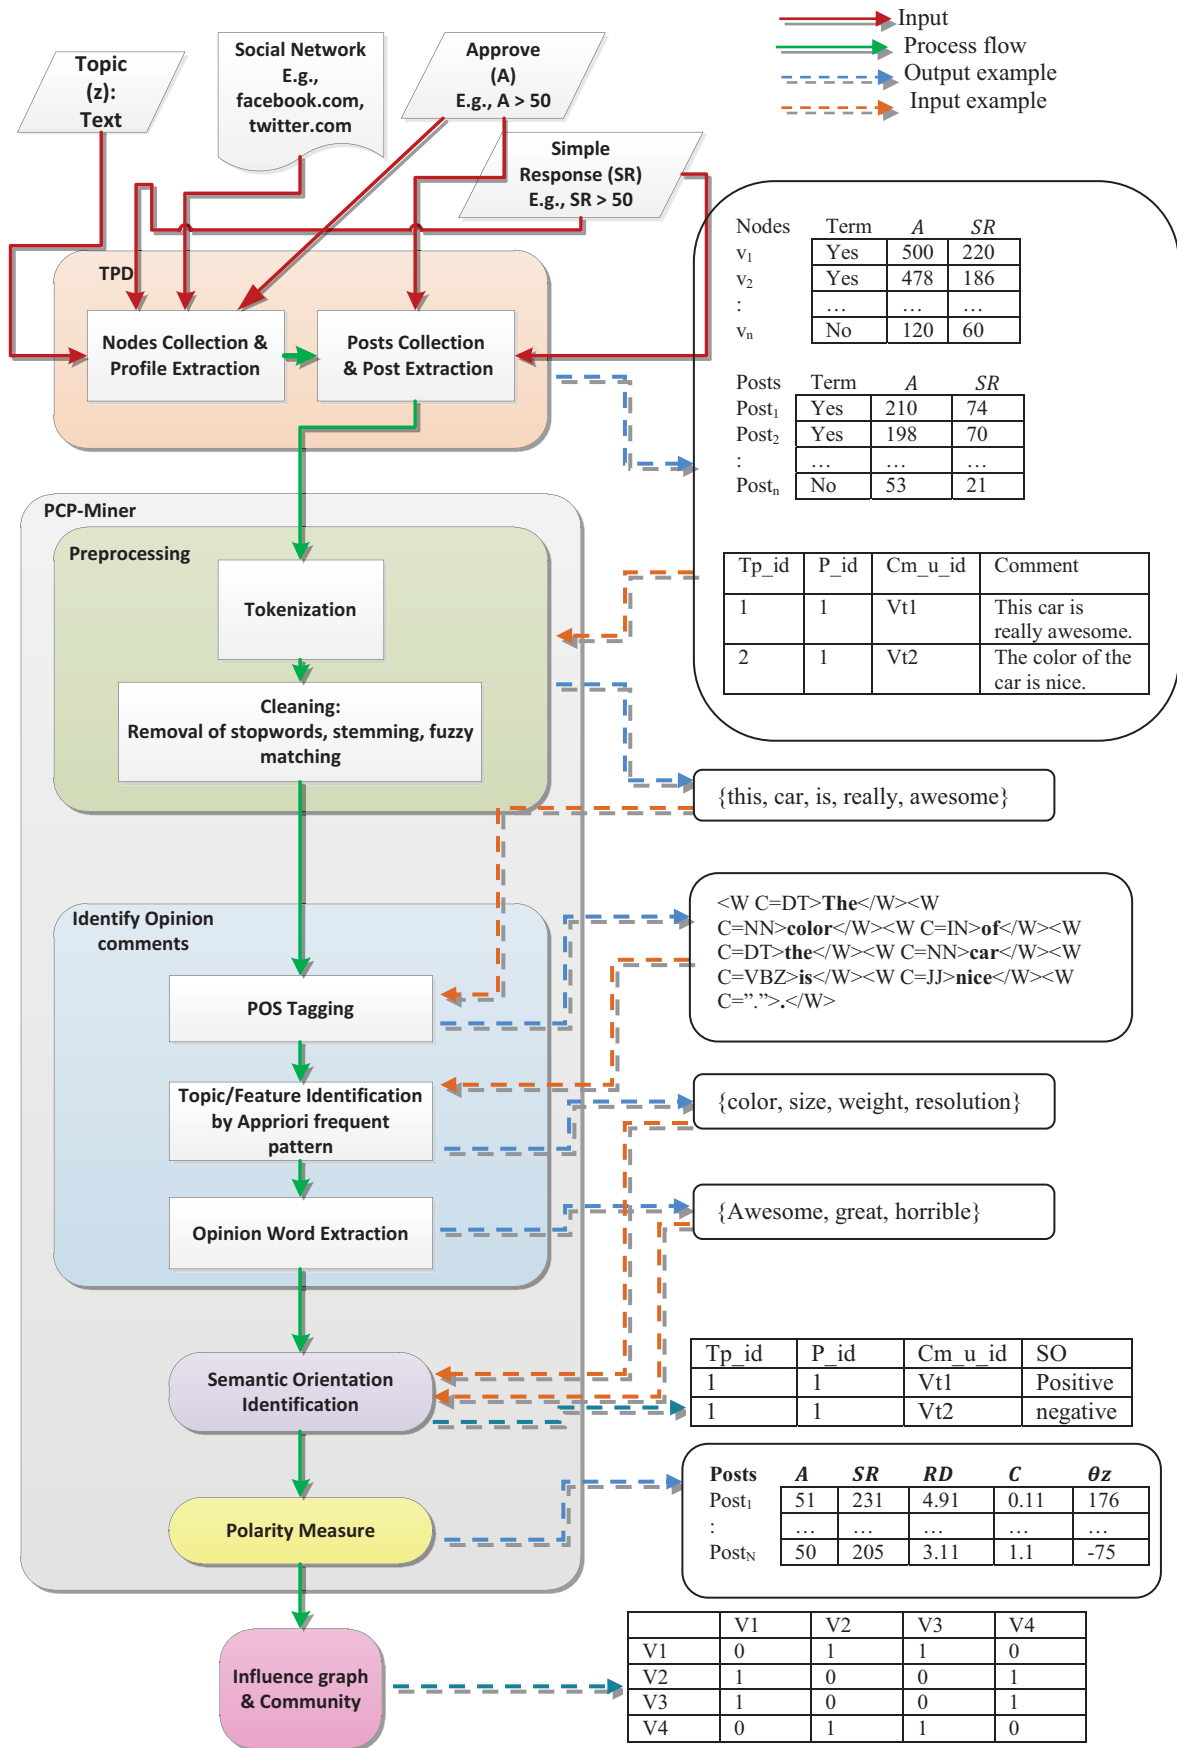 Input
Process flow
Output example
Input example
Topic
(z):
Text
Social Network
E.g.,
facebook.com,
twitter.com
Approve
(A)
E.g., A > 50
Simple
Response (SR)
E.g., SR > 50
TPD
Nodes Collection &
Profile Extraction
Posts Collection
& Post Extraction
Nodes Term A SR
v1 Yes 500 220
v2 Yes 478 186
: … … …
vn No 120 60
Posts Term A SR
Post1 Yes 210 74
Post2 Yes 198 70
: … … …
Postn No 53 21
Tp_id P_id Cm_u_id Comment
1 1 Vt1 This car is
really awesome.
2 1 Vt2 The color of the
car is nice.
PCP-Miner
Preprocessing
Tokenization
Cleaning:
Removal of stopwords, stemming, fuzzy
matching
{this, car, is, really, awesome}
Identify Opinion
comments
POS Tagging
<W C=DT>The</W><W
C=NN>color</W><W C=IN>of</W><W
C=DT>the</W><W C=NN>car</W><W
C=VBZ>is</W><W C=JJ>nice</W><W
C=”.”>.</W>
Topic/Feature Identification
by Appriori frequent
pattern
{color, size, weight, resolution}
Opinion Word Extraction
{Awesome, great, horrible}
Semantic Orientation
Identification
Tp_id P_id Cm_u_id SO
1 1 Vt1 Positive
1 1 Vt2 negative
Polarity Measure
Posts A SR RD C θz
Post1 51 231 4.91 0.11 176
: … … … … …
PostN 50 205 3.11 1.1 -75
Influence graph
& Community
V1 V2 V3 V4
V1 0 1 1 0
V2 1 0 0 1
V3 1 0 0 1
V4 0 1 1 0